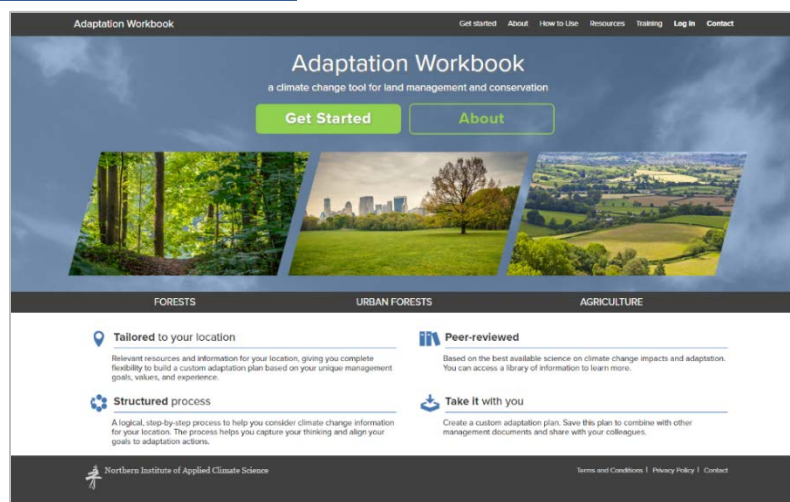 Adaptation Workbook
Get started About How to Use Resources Training Log In Contact
Adaptation Workbook
a climate change tool for land management and conservation
Get Started
About
FORESTS
URBAN FORESTS
AGRICULTURE
Tailored to your location
Relevant resources and information for your location, giving you complete
flexibility to build a custom adaptation plan based on your unique management
goals, values, and experience.
Peer-reviewed
Based on the best available science on climate change impacts and adaptation.
You can access a library of information to learn more.
Structured process
A logical, step-by-step process to help you consider climate change information
for your location. The process helps you capture your thinking and align your
goals to adaptation actions.
Take it with you
Create a custom adaptation plan. Save this plan to combine with other
management documents and share with your colleagues.
Northern Institute of Applied Climate Science
Terms and Conditions | Privacy Policy | Contact